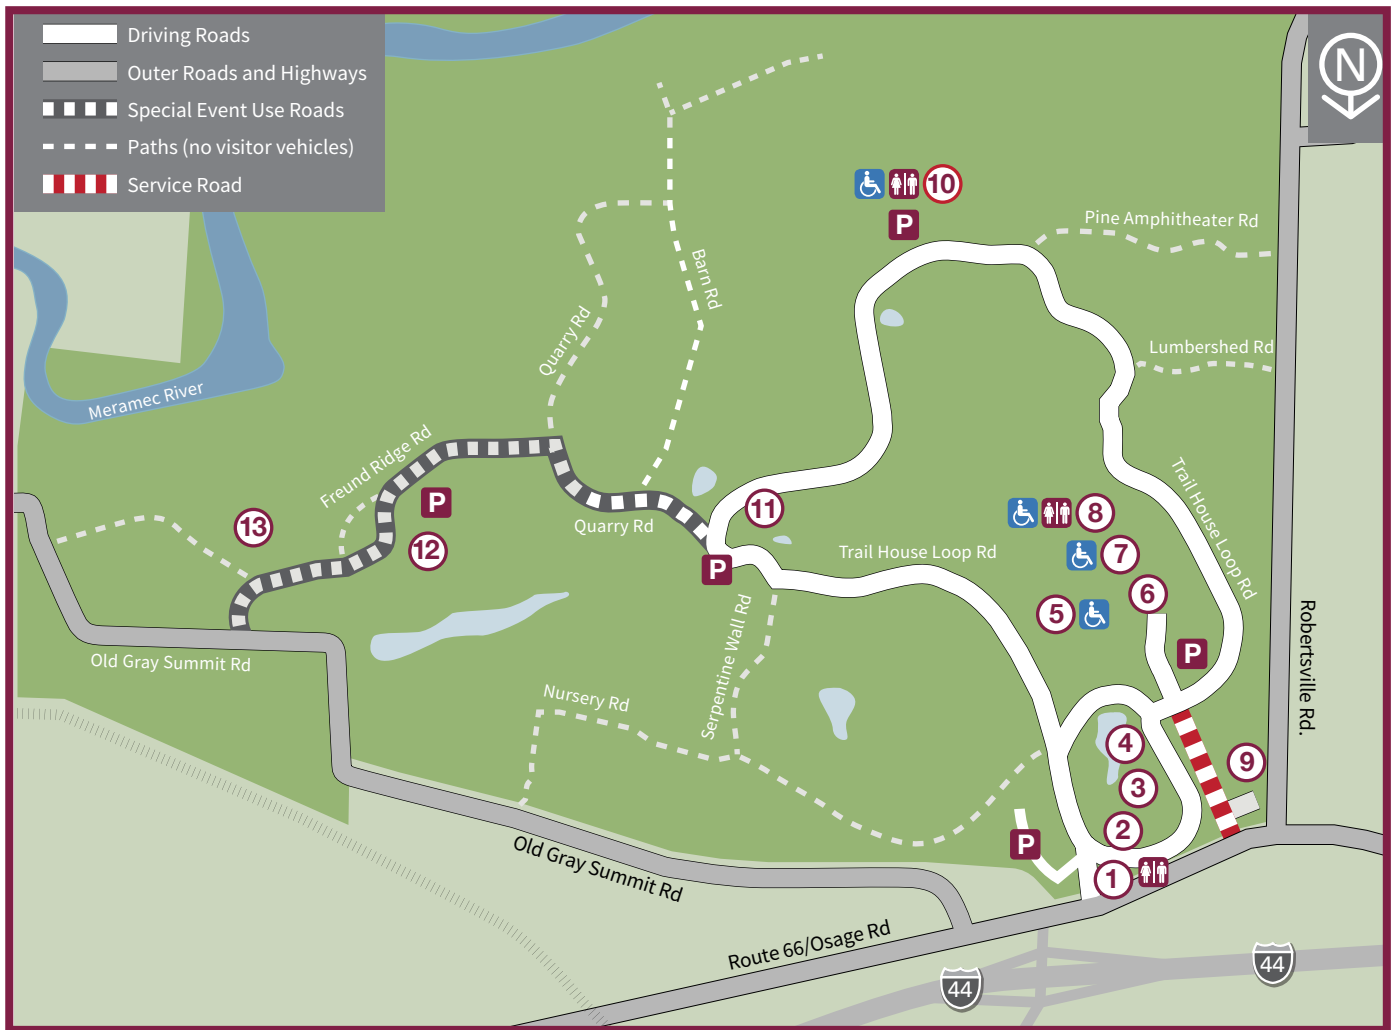 Driving Roads
Outer Roads and Highways
Special Event Use Roads
Paths (no visitor vehicles)
Service Road
N
10
P
Pine Amphitheater Rd
Barn Rd
Quarry Rd
Lumbershed Rd
Meramec River
Freund Ridge Rd
P
13
12
Quarry Rd
11
P
8
7
6
5
Trail House Loop Rd
Trail House Loop Rd
P
Robertsville Rd.
Old Gray Summit Rd
Serpentine Wall Rd
Nursery Rd
4
9
3
2
P
1
Old Gray Summit Rd
Route 66/Osage Rd
44
44